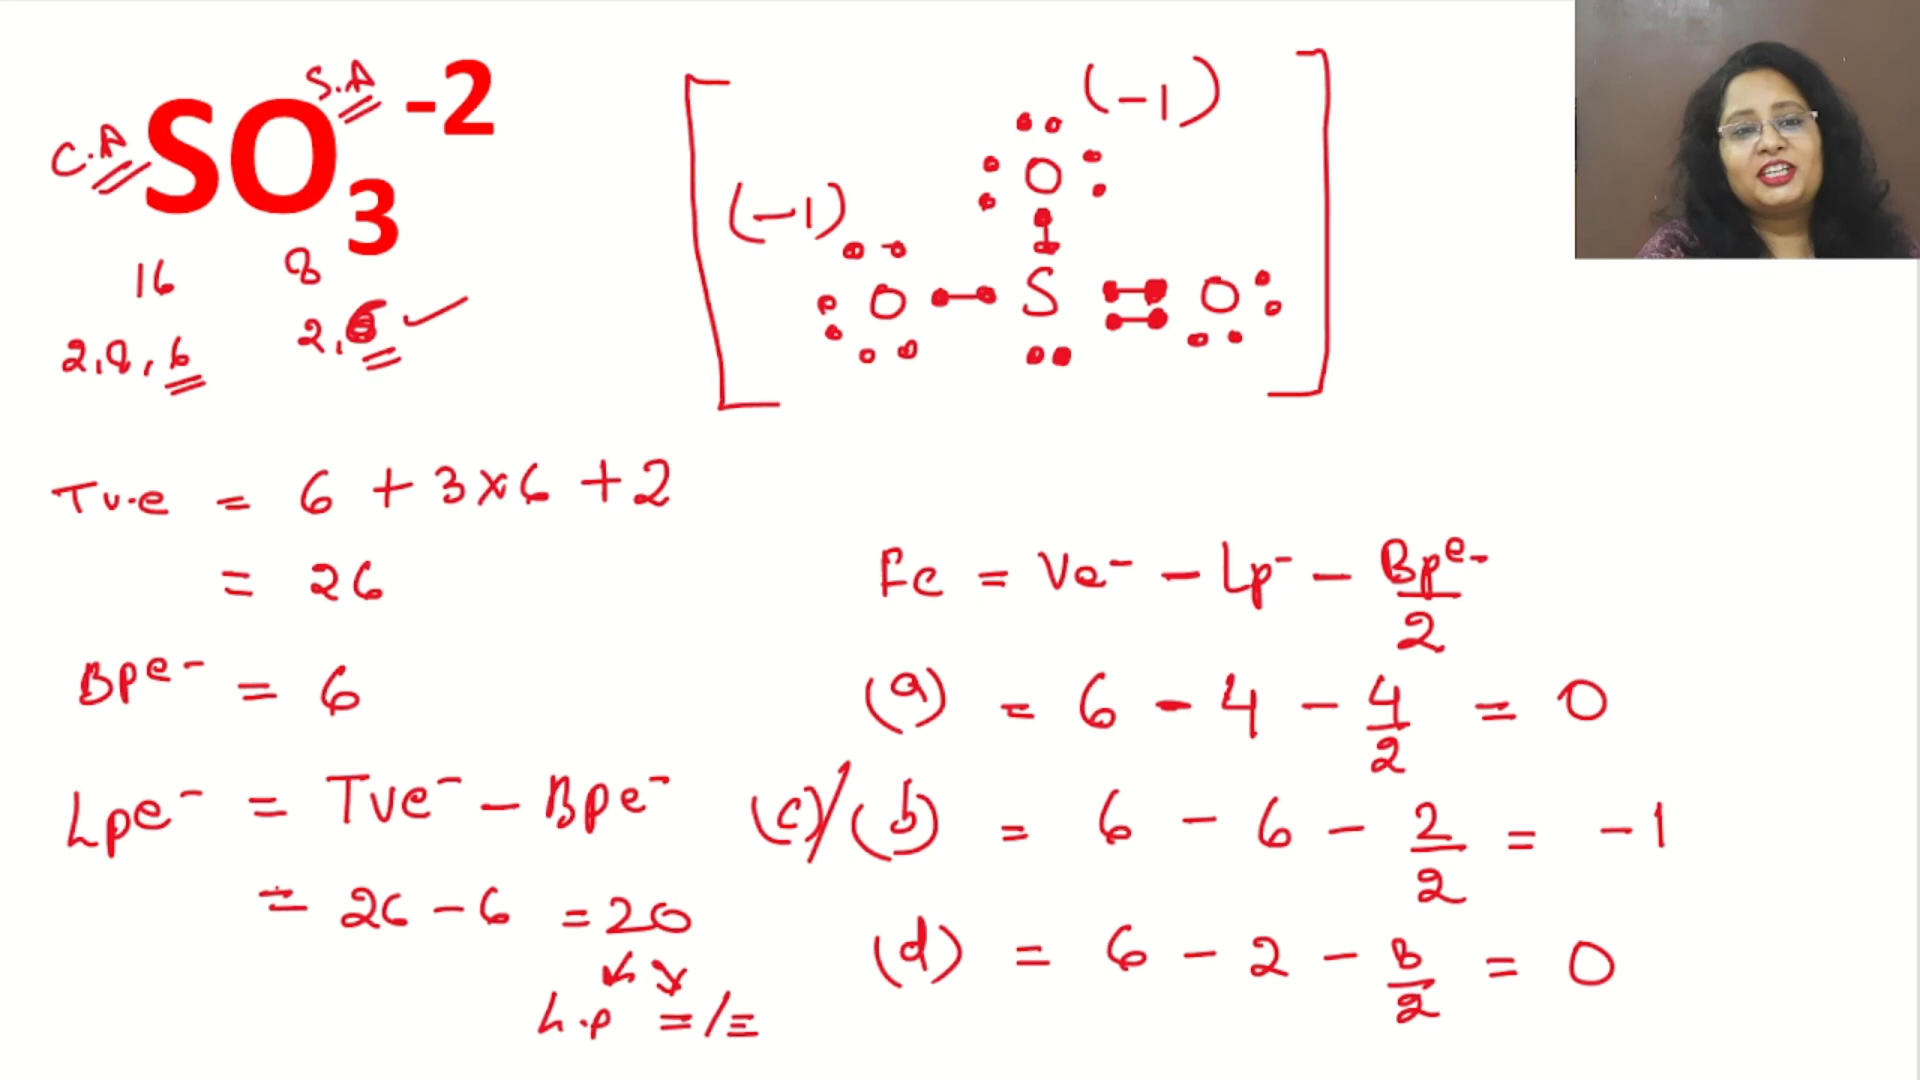 C.A SO₃ -2 S.A
16 8
2,8,6 2,6
[ (-1) O (-1) O S O ]
Tv.e = 6 + 3×6 + 2
= 26
Bpe- = 6
Lpe- = Tve- - Bpe-
= 26 - 6 = 20
L.p =/≡
Fc = Ve- - Lp- - Bpe-/2
(a) = 6 - 4 - 4/2 = 0
(c)/(b) = 6 - 6 - 2/2 = -1
(d) = 6 - 2 - 8/2 = 0